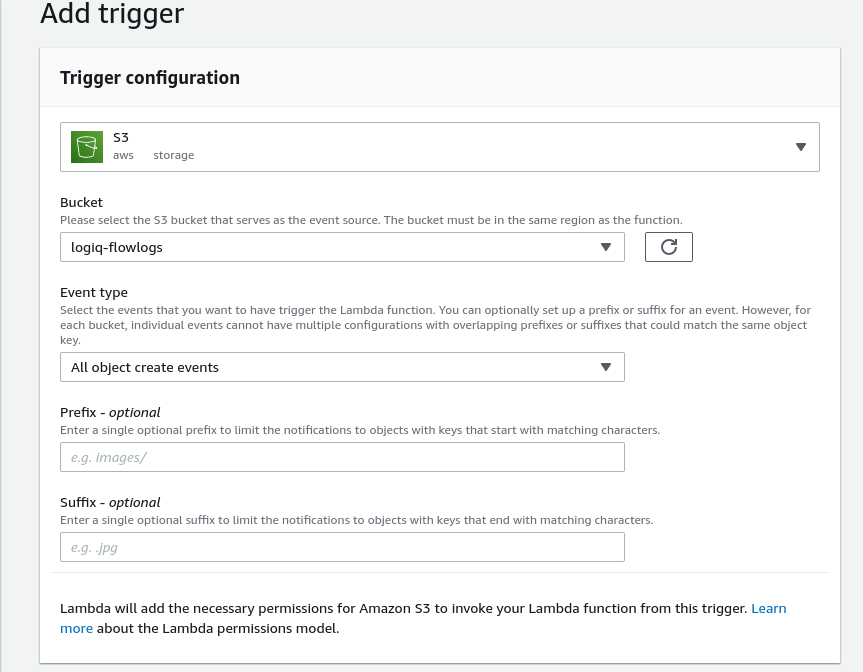 Add trigger
Trigger configuration
S3
aws storage
Bucket
Please select the S3 bucket that serves as the event source. The bucket must be in the same region as the function.
logiq-flowlogs
Event type
Select the events that you want to have trigger the Lambda function. You can optionally set up a prefix or suffix for an event. However, for
each bucket, individual events cannot have multiple configurations with overlapping prefixes or suffixes that could match the same object
key.
All object create events
Prefix - optional
Enter a single optional prefix to limit the notifications to objects with keys that start with matching characters.
e.g. images/
Suffix - optional
Enter a single optional suffix to limit the notifications to objects with keys that end with matching characters.
e.g. .jpg
Lambda will add the necessary permissions for Amazon S3 to invoke your Lambda function from this trigger. Learn
more about the Lambda permissions model.